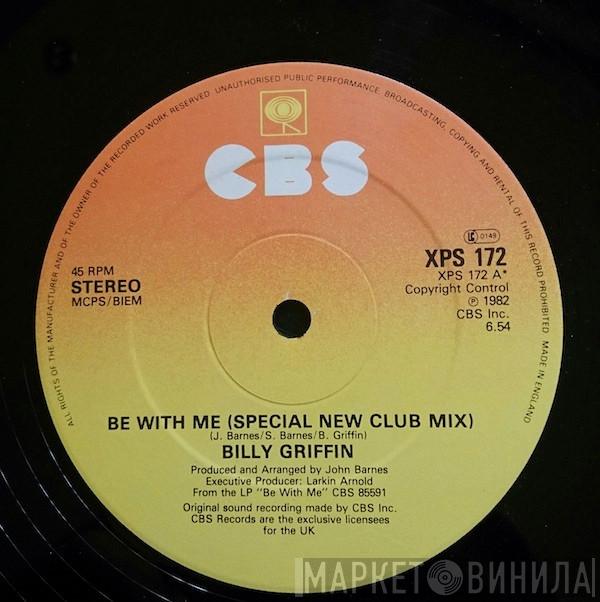 ALL RIGHTS OF THE MANUFACTURER AND OF THE OWNER OF THE RECORDED WORK RESERVED. UNAUTHORISED PUBLIC PERFORMANCE, BROADCASTING, COPYING AND RENTAL OF THIS RECORD PROHIBITED. MADE IN ENGLAND
CBS
LC 0149
45 RPM
STEREO
MCPS/BIEM
XPS 172
XPS 172 A*
Copyright Control
Ⓟ 1982
CBS Inc.
6.54
BE WITH ME (SPECIAL NEW CLUB MIX)
(J. Barnes/S. Barnes/B. Griffin)
BILLY GRIFFIN
Produced and Arranged by John Barnes
Executive Producer: Larkin Arnold
From the LP "Be With Me" CBS 85591
Original sound recording made by CBS Inc.
CBS Records are the exclusive licensees
for the UK
МАРКЕТ ВИНИЛА